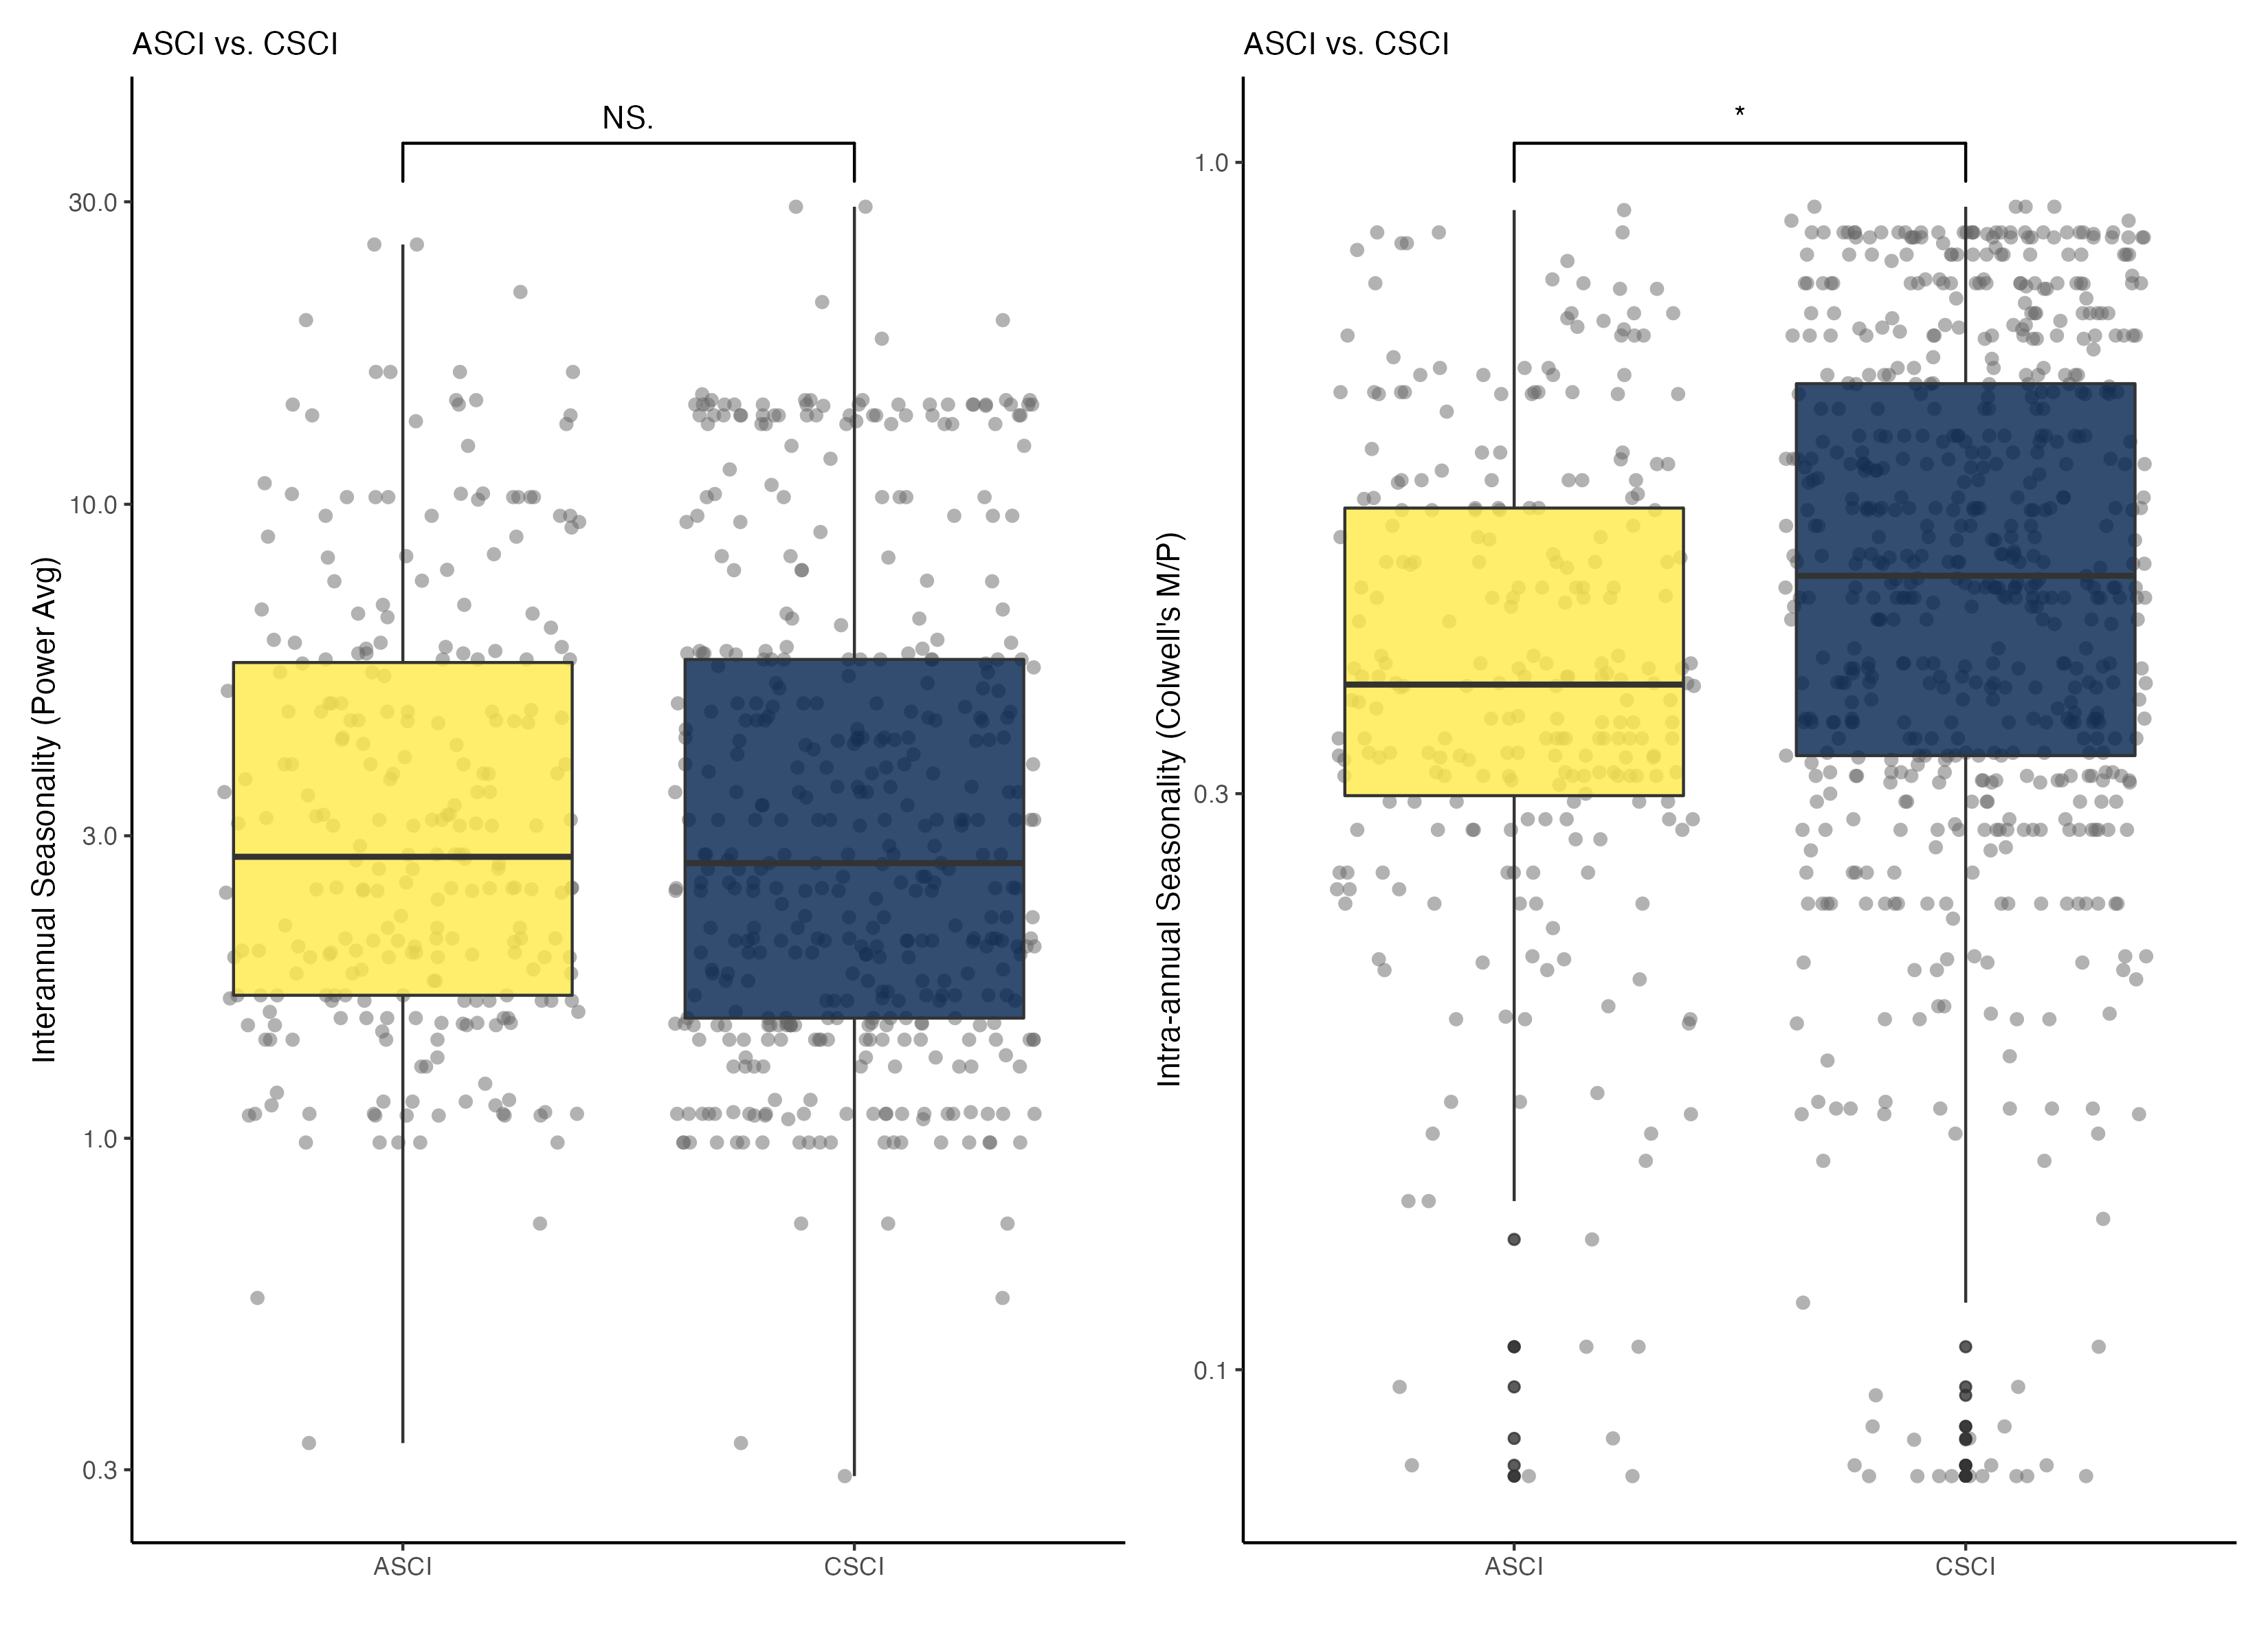 ASCI vs. CSCI
NS.
30.0
10.0
3.0
1.0
0.3
Interannual Seasonality (Power Avg)
ASCI
CSCI
ASCI vs. CSCI
*
1.0
0.3
0.1
Intra-annual Seasonality (Colwell's M/P)
ASCI
CSCI